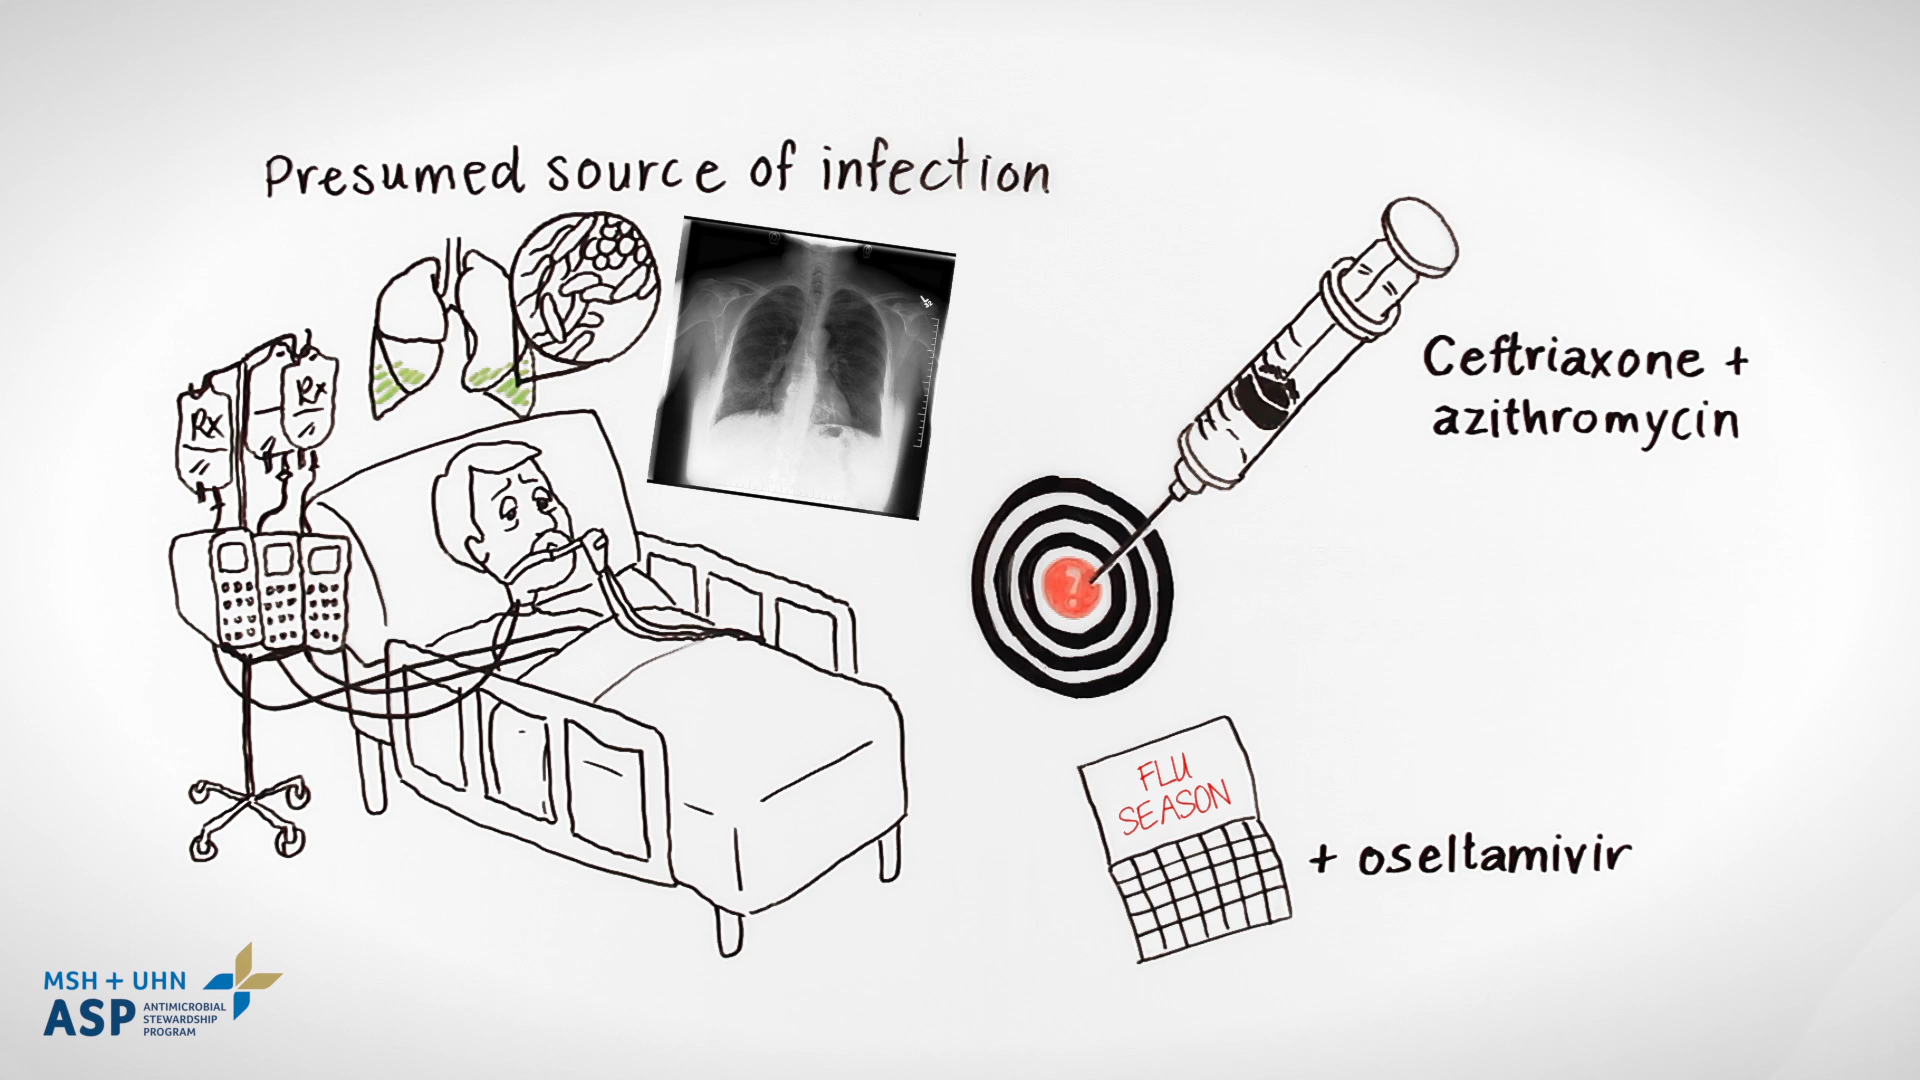 Presumed source of infection
Rx
Rx
Ceftriaxone +
azithromycin
?
FLU
SEASON
+ oseltamivir
MSH + UHN
ASP
ANTIMICROBIAL
STEWARDSHIP
PROGRAM